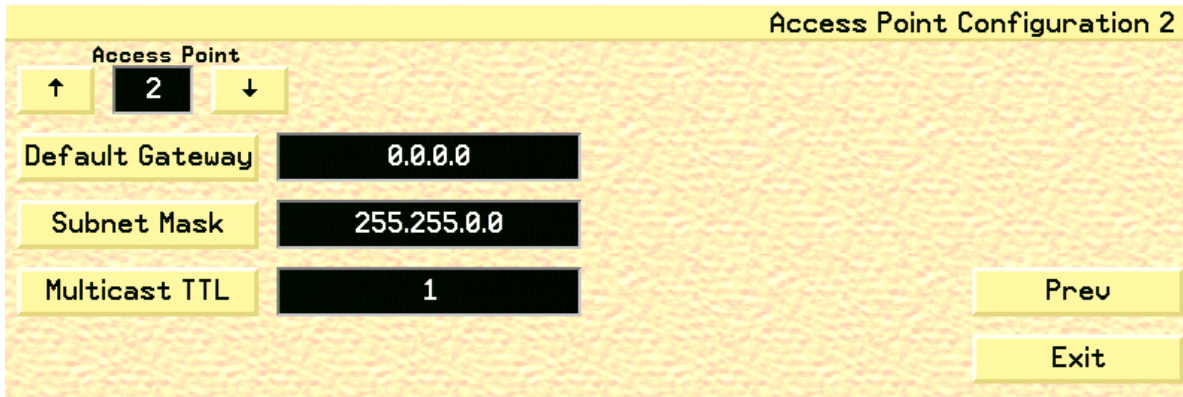 Access Point Configuration 2
Access Point
↑ 2 ↓
Default Gateway 0.0.0.0
Subnet Mask 255.255.0.0
Multicast TTL 1
Prev
Exit